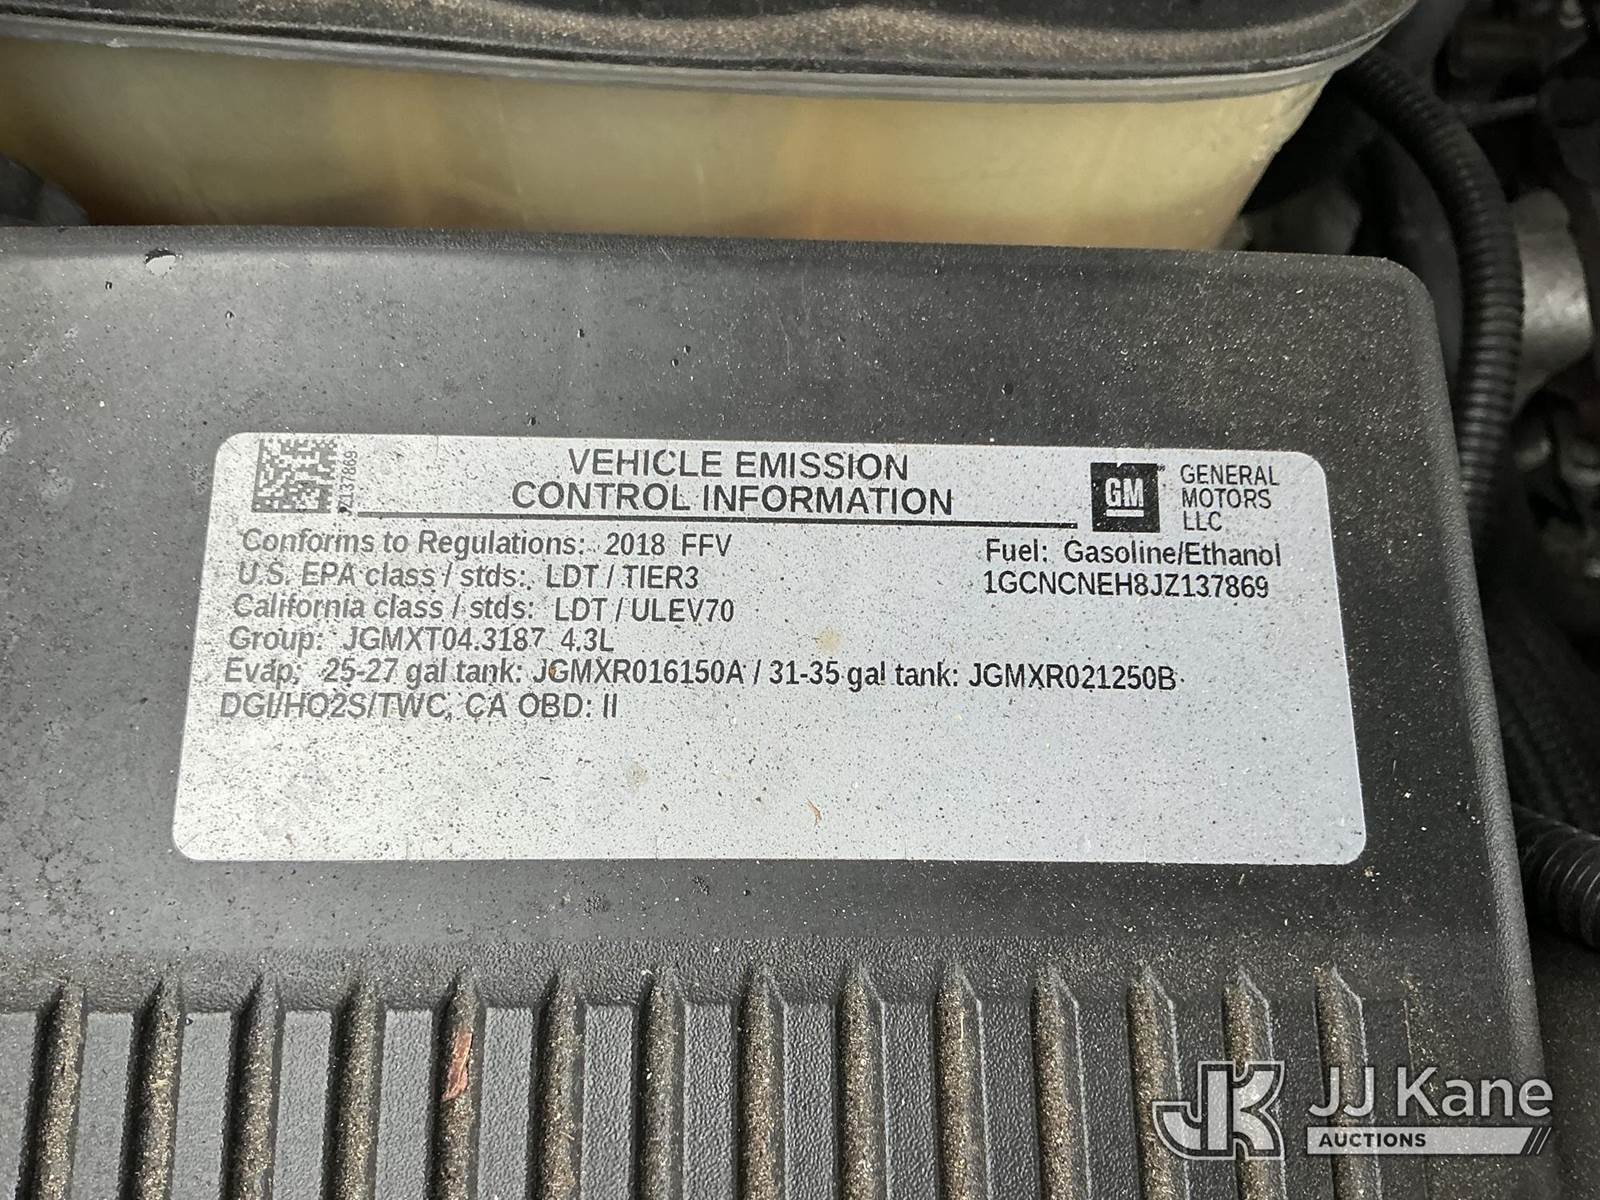 Z137869
VEHICLE EMISSION
CONTROL INFORMATION
GM
GENERAL
MOTORS
LLC
Conforms to Regulations: 2018 FFV
Fuel: Gasoline/Ethanol
U.S. EPA class / stds: LDT / TIER3
1GCNCNEH8JZ137869
California class / stds: LDT / ULEV70
Group: JGMXT04.3187 4.3L
Evap: 25-27 gal tank: JGMXR016150A / 31-35 gal tank: JGMXR021250B
DGI/HO2S/TWC, CA OBD: II
JK JJ Kane
AUCTIONS